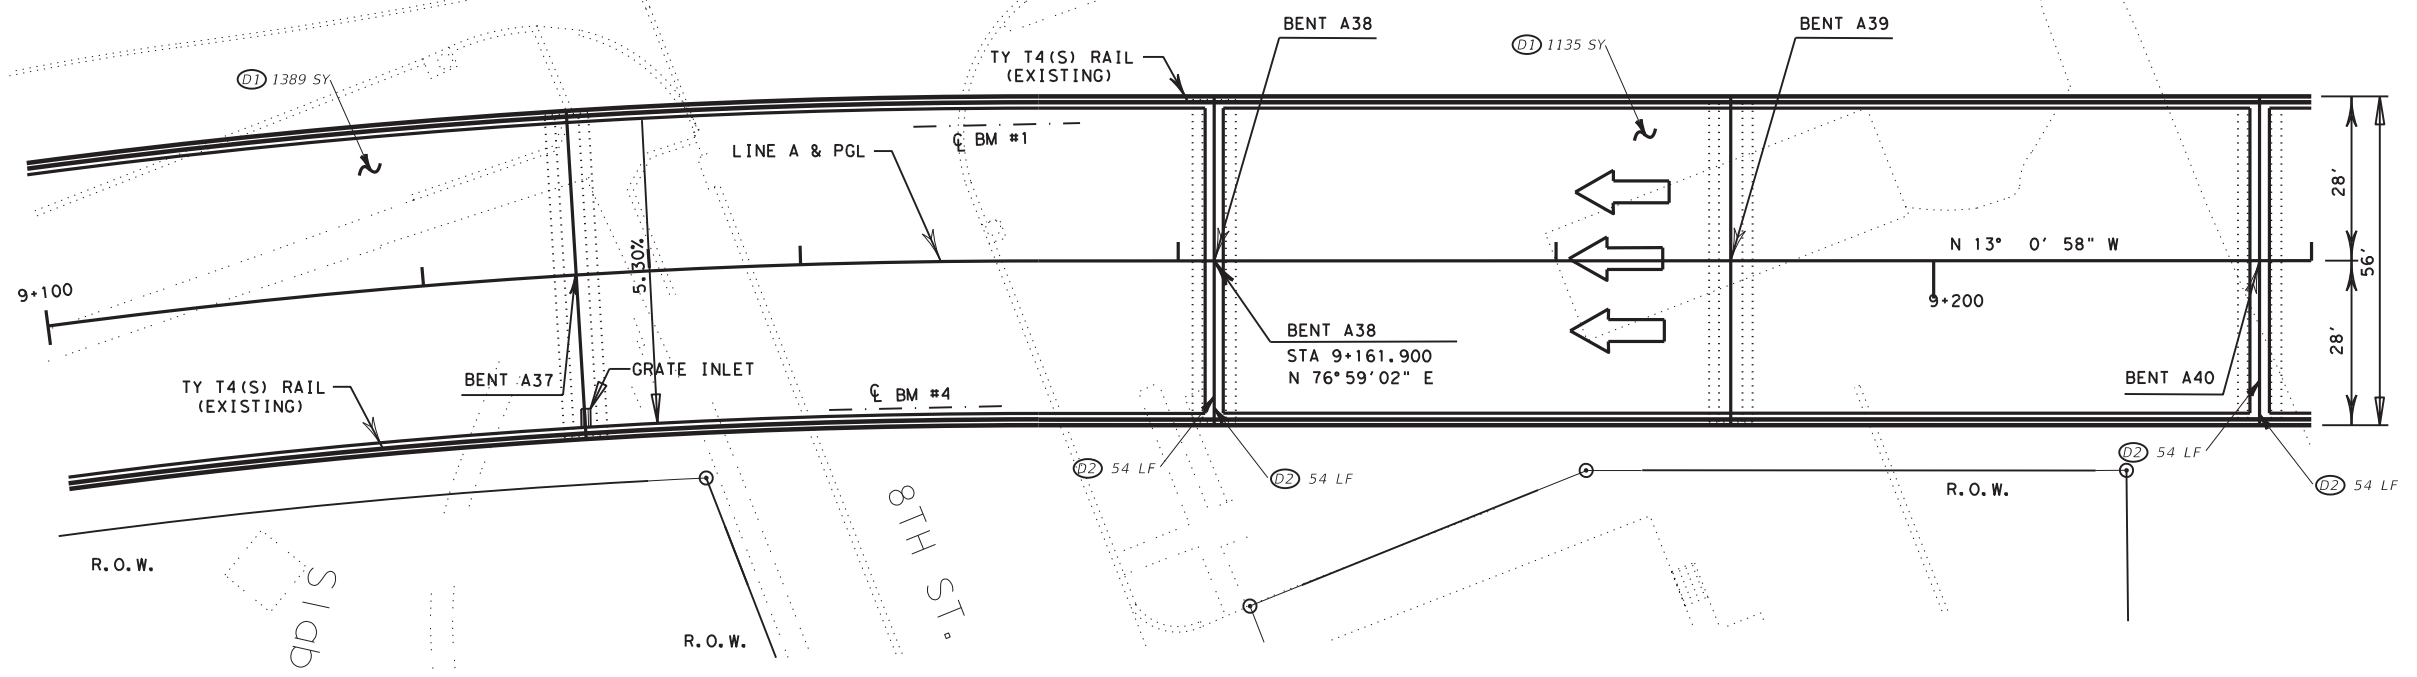 BENT A38
BENT A39
TY T4(S) RAIL
(EXISTING)
D1 1135 SY
D1 1389 SY
℄ BM #1
LINE A & PGL
28'
N 13° 0' 58" W
56'
5.30%
9+100
9+200
BENT A38
STA 9+161.900
N 76°59'02" E
28'
GRATE INLET
BENT A37
BENT A40
TY T4(S) RAIL
(EXISTING)
℄ BM #4
D2 54 LF
D2 54 LF
D2 54 LF
D2 54 LF
R.O.W.
8TH ST.
R.O.W.
Slab
R.O.W.